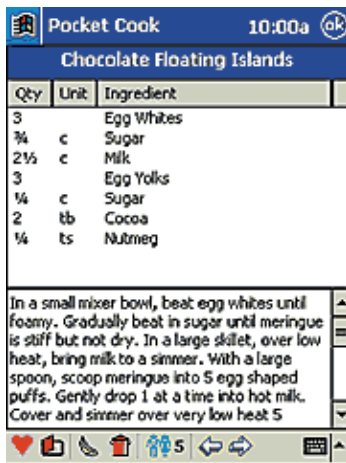 Pocket Cook 10:00a ok
Chocolate Floating Islands
Qty Unit Ingredient
3 Egg Whites
¾ c Sugar
2½ c Milk
3 Egg Yolks
¼ c Sugar
2 tb Cocoa
¼ ts Nutmeg
In a small mixer bowl, beat egg whites until
foamy. Gradually beat in sugar until meringue
is stiff but not dry. In a large skillet, over low
heat, bring milk to a simmer. With a large
spoon, scoop meringue into 5 egg shaped
puffs. Gently drop 1 at a time into hot milk.
Cover and simmer over very low heat 5
5